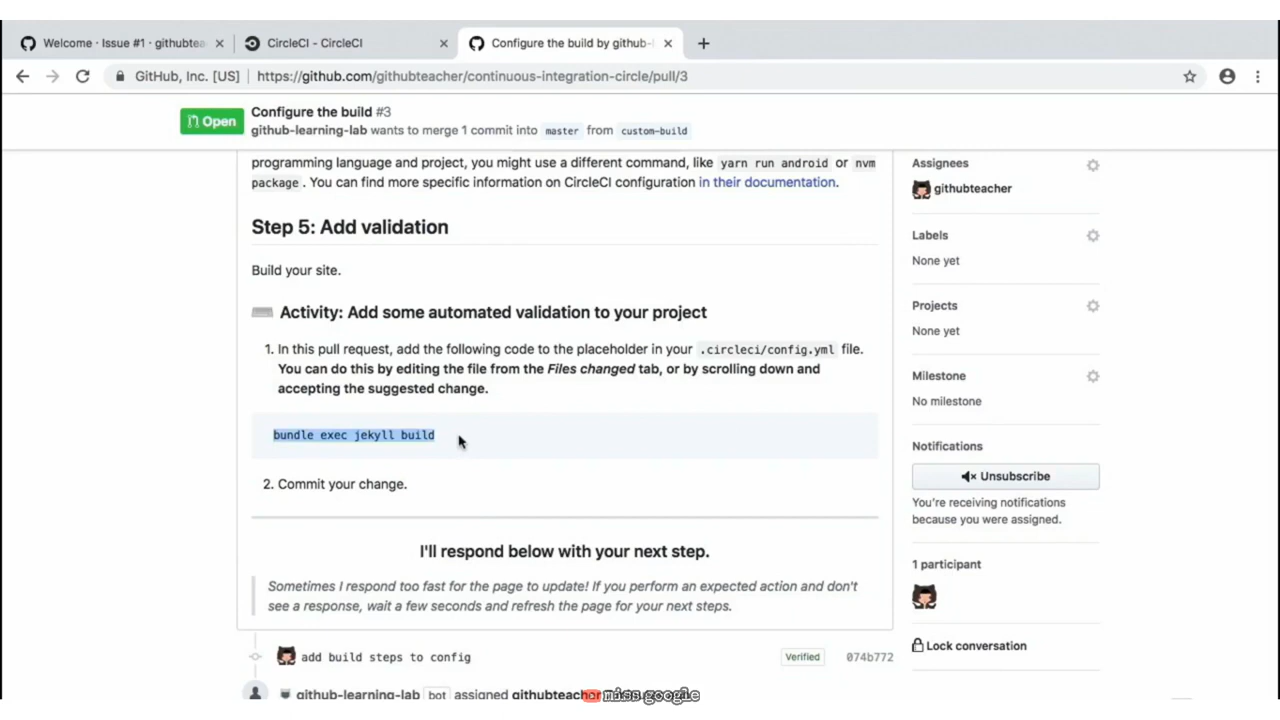 Welcome · Issue #1 · githubtea
CircleCI - CircleCI
Configure the build by github-l
GitHub, Inc. [US]
https://github.com/githubteacher/continuous-integration-circle/pull/3
Open
Configure the build #3
github-learning-lab wants to merge 1 commit into master from custom-build
programming language and project, you might use a different command, like yarn run android or nvm
package . You can find more specific information on CircleCI configuration in their documentation.
Step 5: Add validation
Build your site.
Activity: Add some automated validation to your project
1. In this pull request, add the following code to the placeholder in your .circleci/config.yml file.
You can do this by editing the file from the Files changed tab, or by scrolling down and
accepting the suggested change.
bundle exec jekyll build
2. Commit your change.
I'll respond below with your next step.
Sometimes I respond too fast for the page to update! If you perform an expected action and don't
see a response, wait a few seconds and refresh the page for your next steps.
add build steps to config
Verified
074b772
github-learning-lab bot assigned githubteacher
miss google
Assignees
githubteacher
Labels
None yet
Projects
None yet
Milestone
No milestone
Notifications
Unsubscribe
You're receiving notifications
because you were assigned.
1 participant
Lock conversation